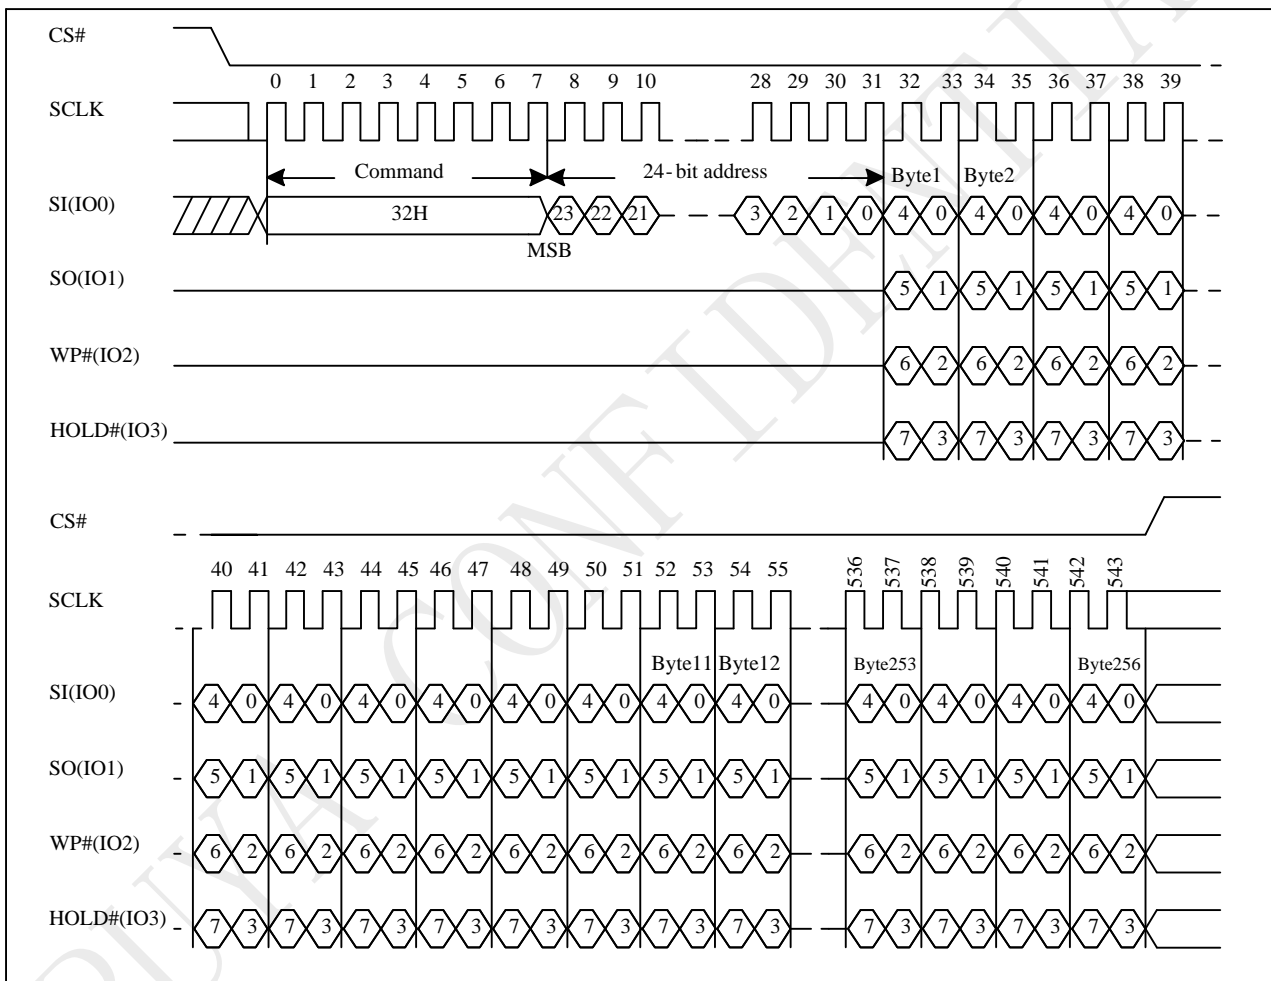 CS#
0 1 2 3 4 5 6 7 8 9 10 28 29 30 31 32 33 34 35 36 37 38 39
SCLK
Command 24-bit address Byte1 Byte2
SI(IO0) 32H 23 22 21 3 2 1 0 4 0 4 0 4 0 4 0
MSB
SO(IO1) 5 1 5 1 5 1 5 1
WP#(IO2) 6 2 6 2 6 2 6 2
HOLD#(IO3) 7 3 7 3 7 3 7 3
CS#
40 41 42 43 44 45 46 47 48 49 50 51 52 53 54 55 536 537 538 539 540 541 542 543
SCLK
Byte11 Byte12 Byte253 Byte256
SI(IO0) 4 0 4 0 4 0 4 0 4 0 4 0 4 0 4 0 4 0 4 0 4 0 4 0
SO(IO1) 5 1 5 1 5 1 5 1 5 1 5 1 5 1 5 1 5 1 5 1 5 1 5 1
WP#(IO2) 6 2 6 2 6 2 6 2 6 2 6 2 6 2 6 2 6 2 6 2 6 2 6 2
HOLD#(IO3) 7 3 7 3 7 3 7 3 7 3 7 3 7 3 7 3 7 3 7 3 7 3 7 3
PUYA CONFIDENTIA